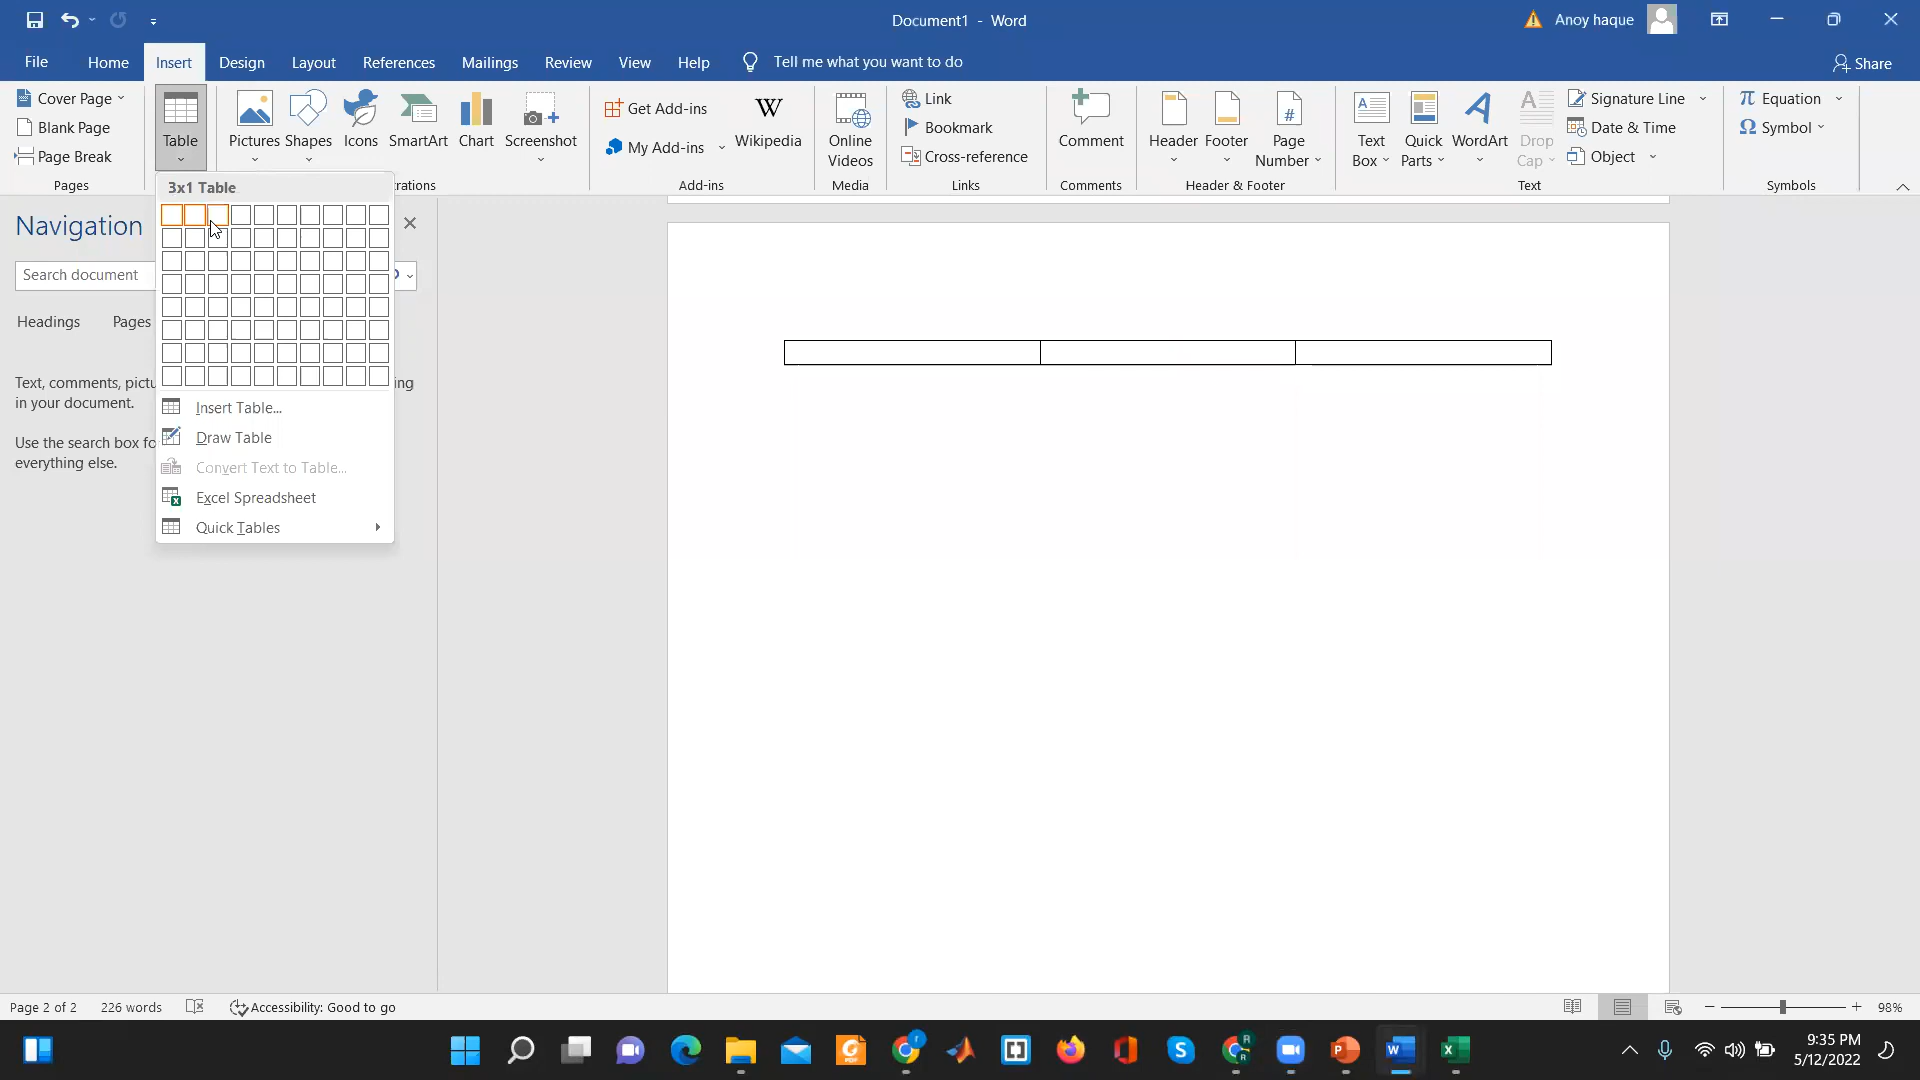 Document1 - Word
Anoy haque
File Home Insert Design Layout References Mailings Review View Help Tell me what you want to do Share
Cover Page
Blank Page
Page Break
Pages
Table
Pictures Shapes Icons SmartArt Chart Screenshot
rations
Get Add-ins
My Add-ins
Wikipedia
Add-ins
Online
Videos
Media
Link
Bookmark
Cross-reference
Links
Comment
Comments
Header Footer Page
Number
Header & Footer
Text
Box
Quick
Parts
WordArt
Drop
Cap
Signature Line
Date & Time
Object
Text
Equation
Symbol
Symbols
3x1 Table
Navigation
Search document
Headings Pages
Text, comments, pictu
ing
in your document.
Use the search box fo
everything else.
Insert Table...
Draw Table
Convert Text to Table...
Excel Spreadsheet
Quick Tables
Page 2 of 2 226 words Accessibility: Good to go 98%
9:35 PM
5/12/2022